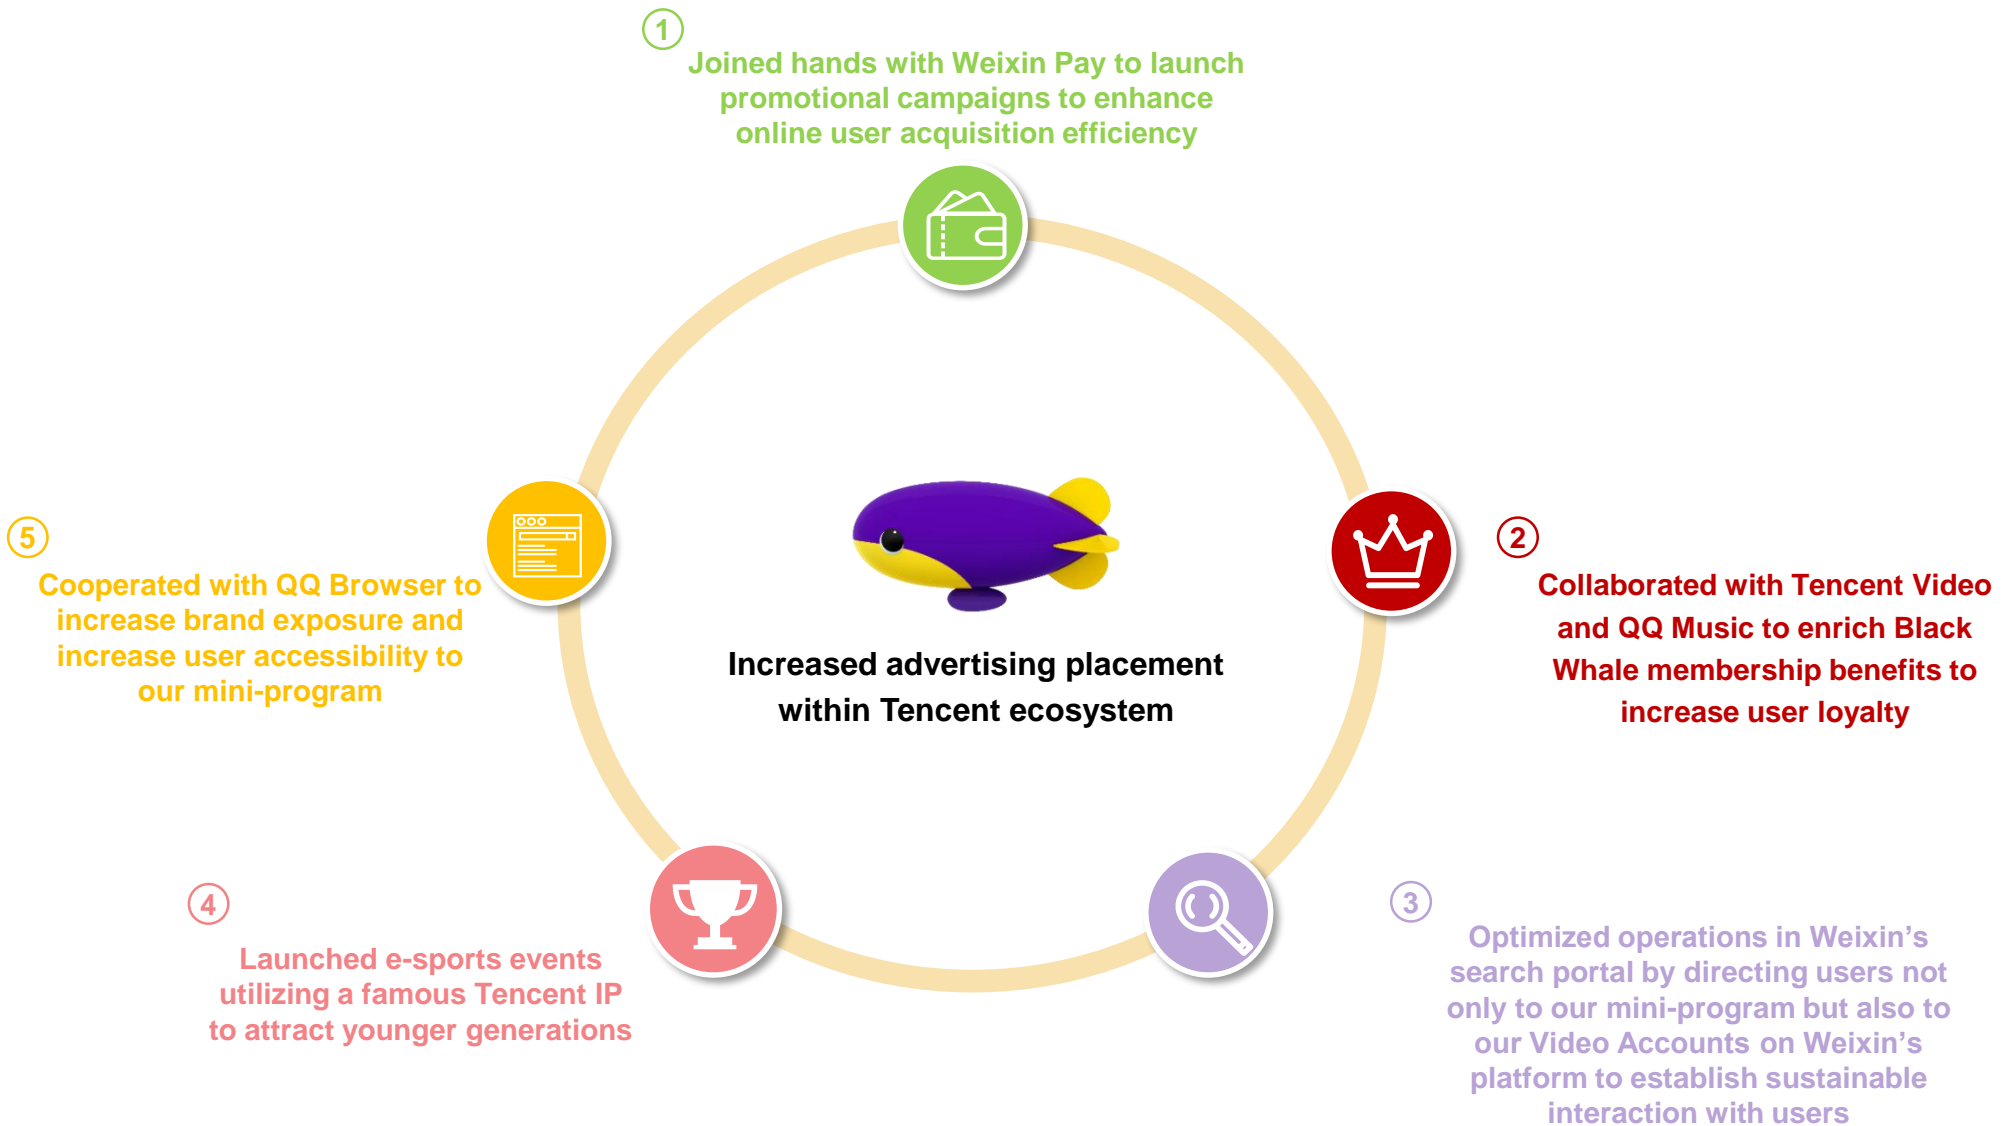 1
Joined hands with Weixin Pay to launch
promotional campaigns to enhance
online user acquisition efficiency
2
Collaborated with Tencent Video
and QQ Music to enrich Black
Whale membership benefits to
increase user loyalty
3
Optimized operations in Weixin’s
search portal by directing users not
only to our mini-program but also to
our Video Accounts on Weixin’s
platform to establish sustainable
interaction with users
4
Launched e-sports events
utilizing a famous Tencent IP
to attract younger generations
5
Cooperated with QQ Browser to
increase brand exposure and
increase user accessibility to
our mini-program
Increased advertising placement
within Tencent ecosystem